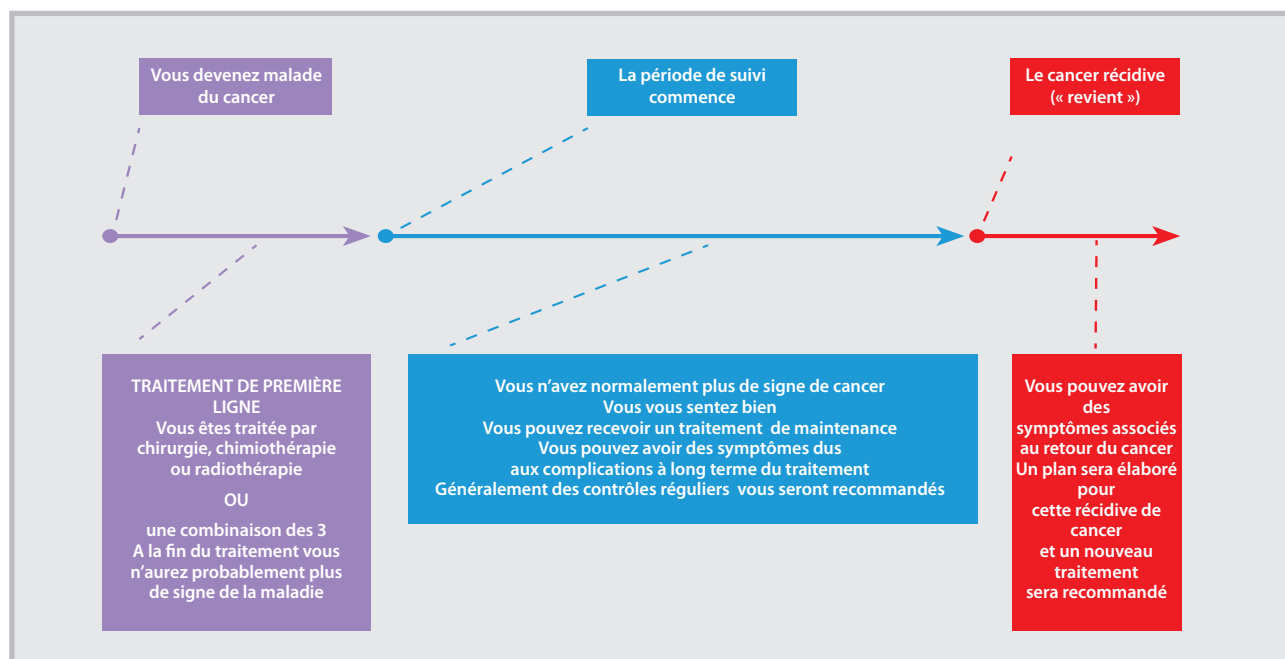 Vous devenez malade
du cancer
La période de suivi
commence
Le cancer récidive
(« revient »)
TRAITEMENT DE PREMIÈRE
LIGNE
Vous êtes traitée par
chirurgie, chimiothérapie
ou radiothérapie
OU
une combinaison des 3
A la fin du traitement vous
n’aurez probablement plus
de signe de la maladie
Vous n’avez normalement plus de signe de cancer
Vous vous sentez bien
Vous pouvez recevoir un traitement de maintenance
Vous pouvez avoir des symptômes dus
aux complications à long terme du traitement
Généralement des contrôles réguliers vous seront recommandés
Vous pouvez avoir
des
symptômes associés
au retour du cancer
Un plan sera élaboré
pour
cette récidive de
cancer
et un nouveau
traitement
sera recommandé